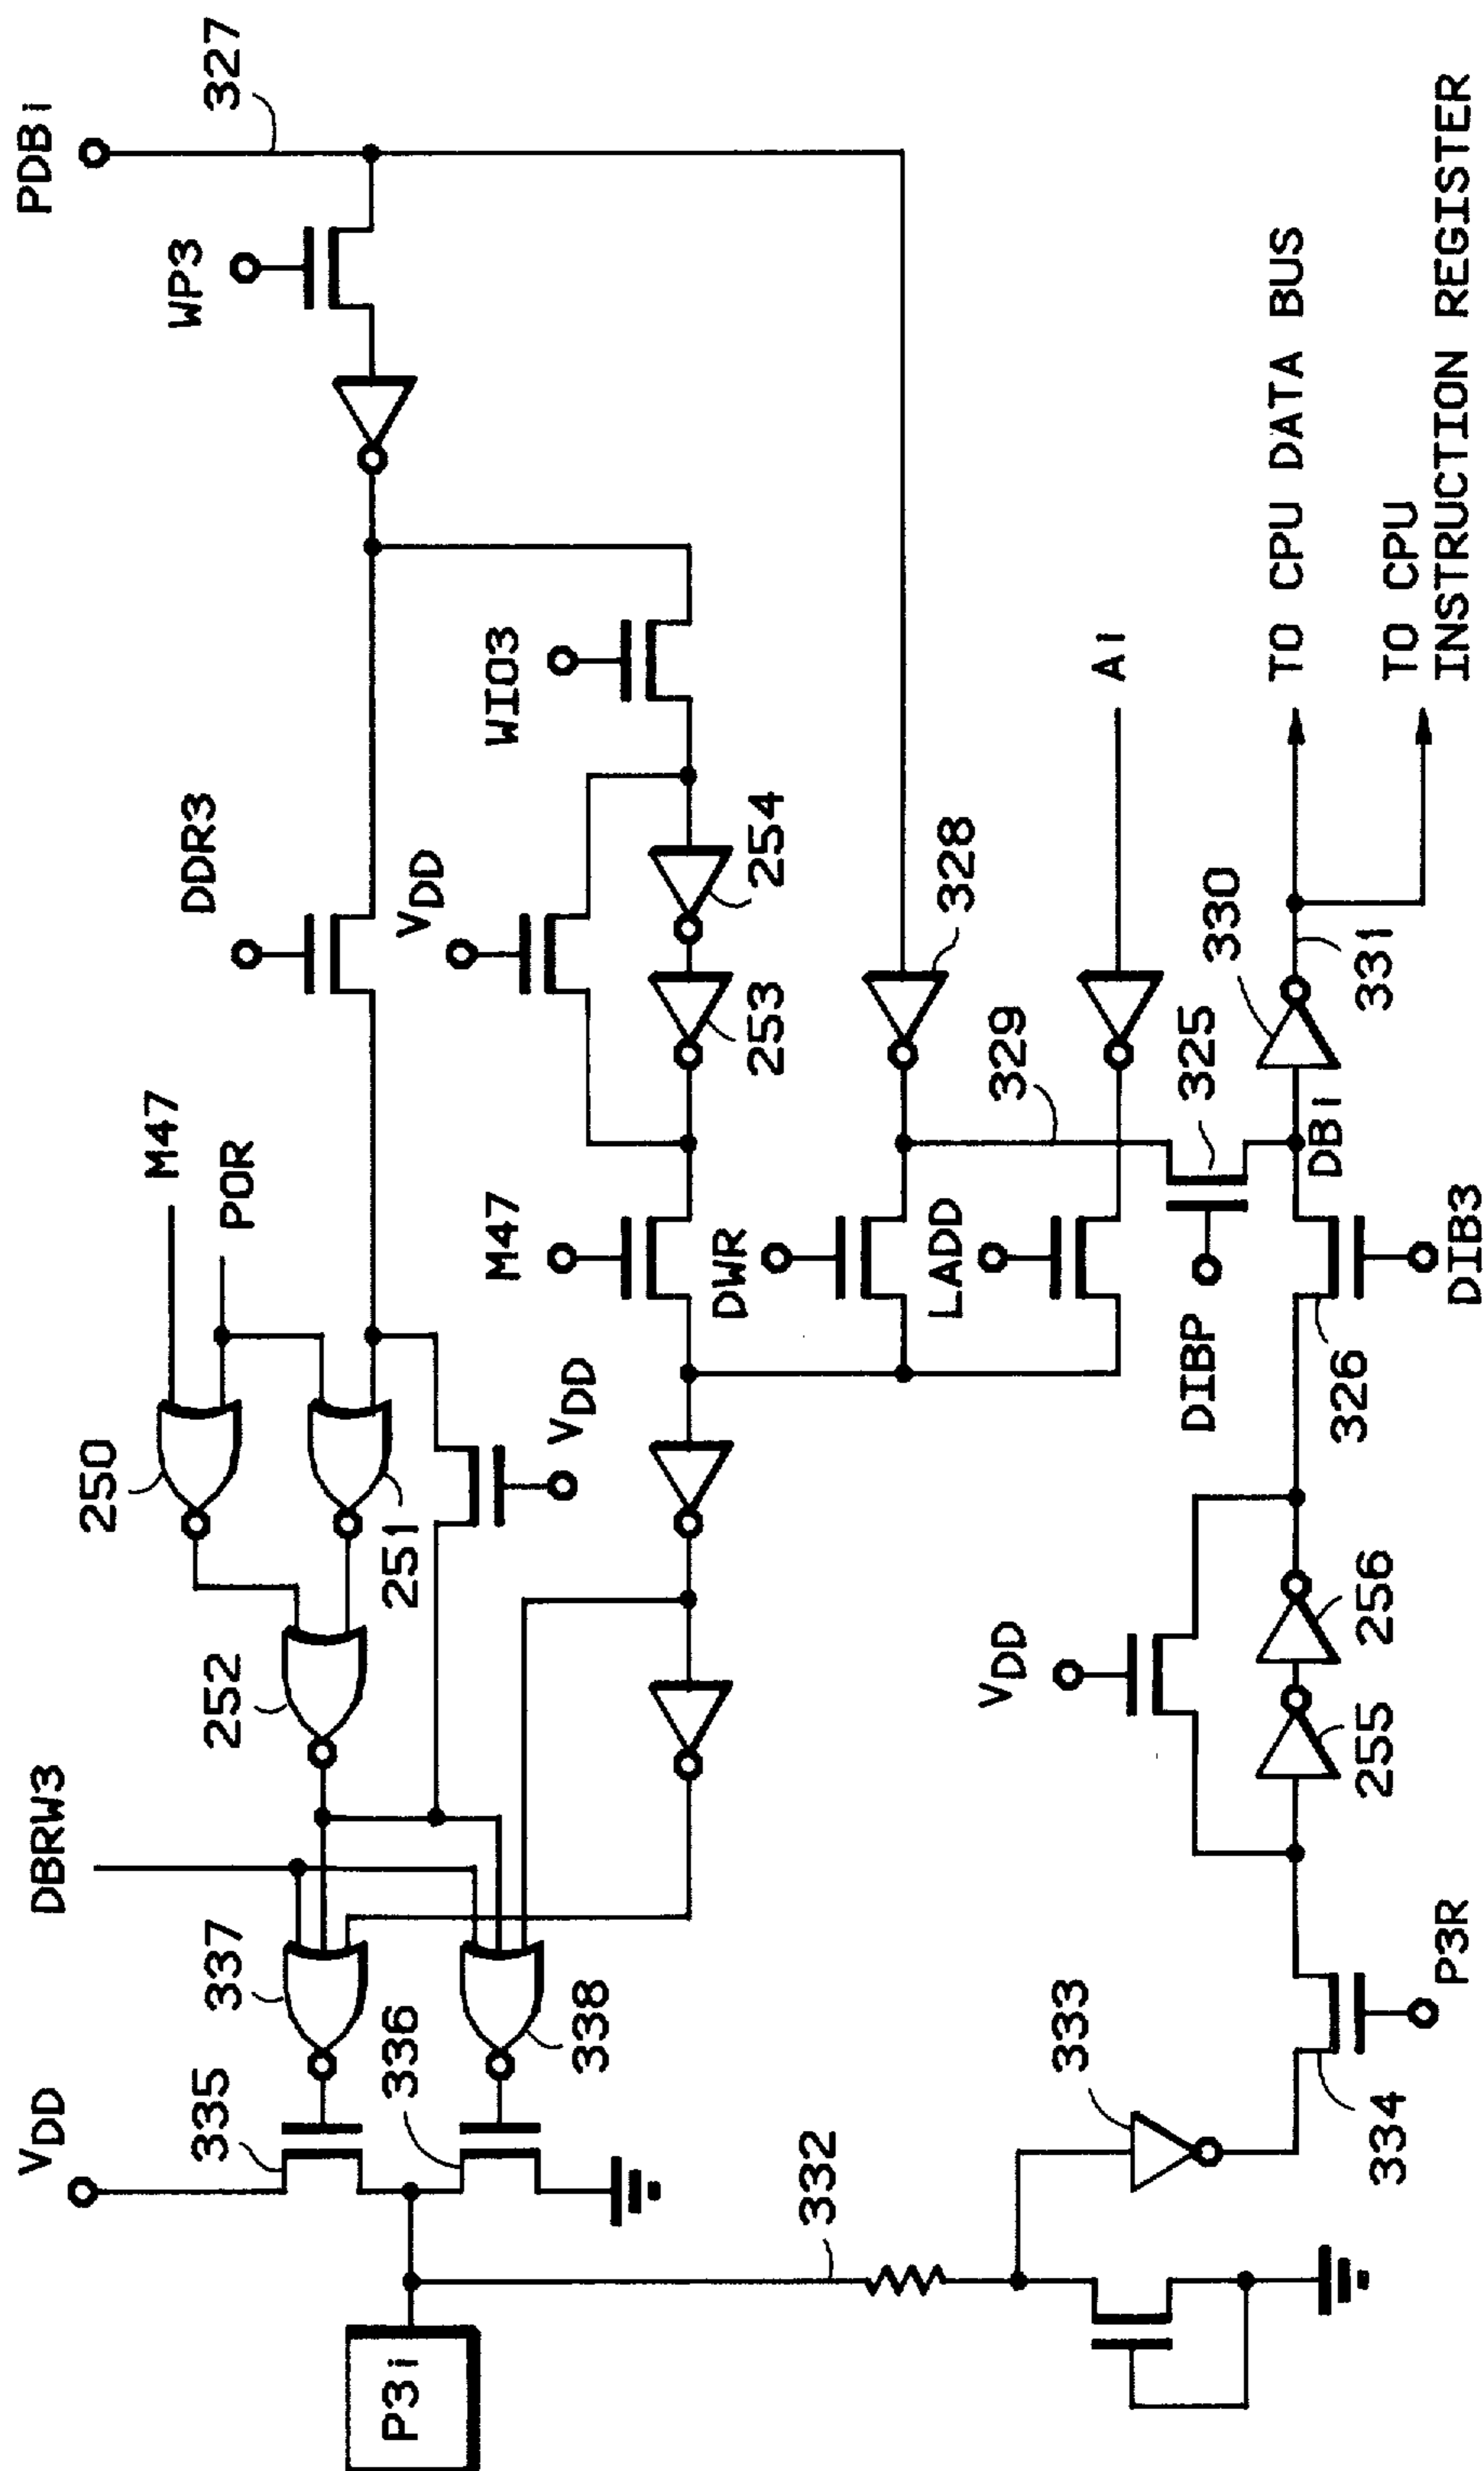 PDBi
327
WP3
DDR3
WIO3
VDD
254
253
M47
POR
M47
DWR
328
LADD
329
Ai
250
251
252
VDD
DBRW3
337
338
VDD
335
336
P3i
332
333
334
P3R
VDD
255
256
326
DIB3
DIBP
325
DBi
330
331
TO CPU DATA BUS
TO CPU
INSTRUCTION REGISTER